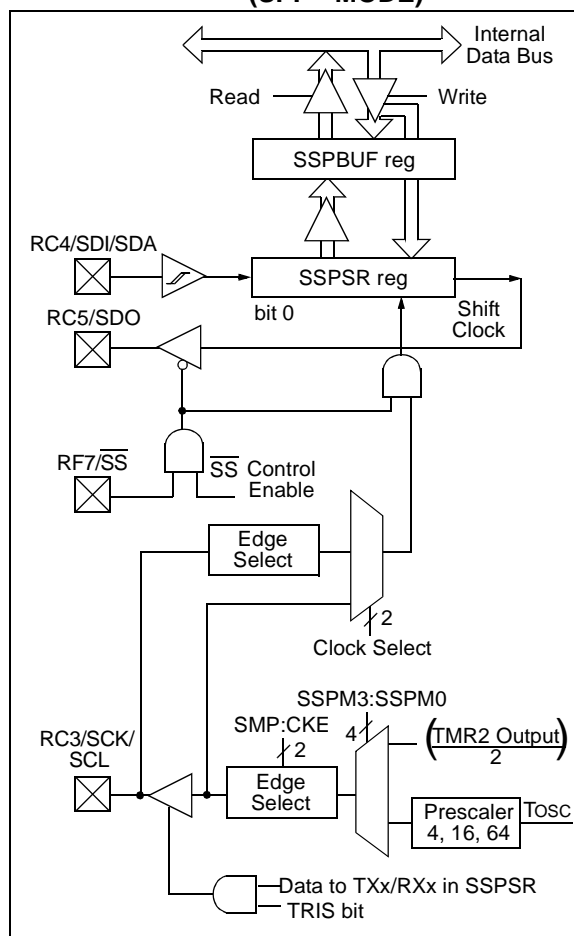 (SPI™ MODE)
Internal
Data Bus
Read
Write
SSPBUF reg
RC4/SDI/SDA
SSPSR reg
bit 0
Shift
Clock
RC5/SDO
RF7/SS
SS Control
Enable
Edge
Select
2
Clock Select
SSPM3:SSPM0
SMP:CKE
4
(TMR2 Output)
2
2
RC3/SCK/
SCL
Edge
Select
Prescaler
4, 16, 64
TOSC
Data to TXx/RXx in SSPSR
TRIS bit